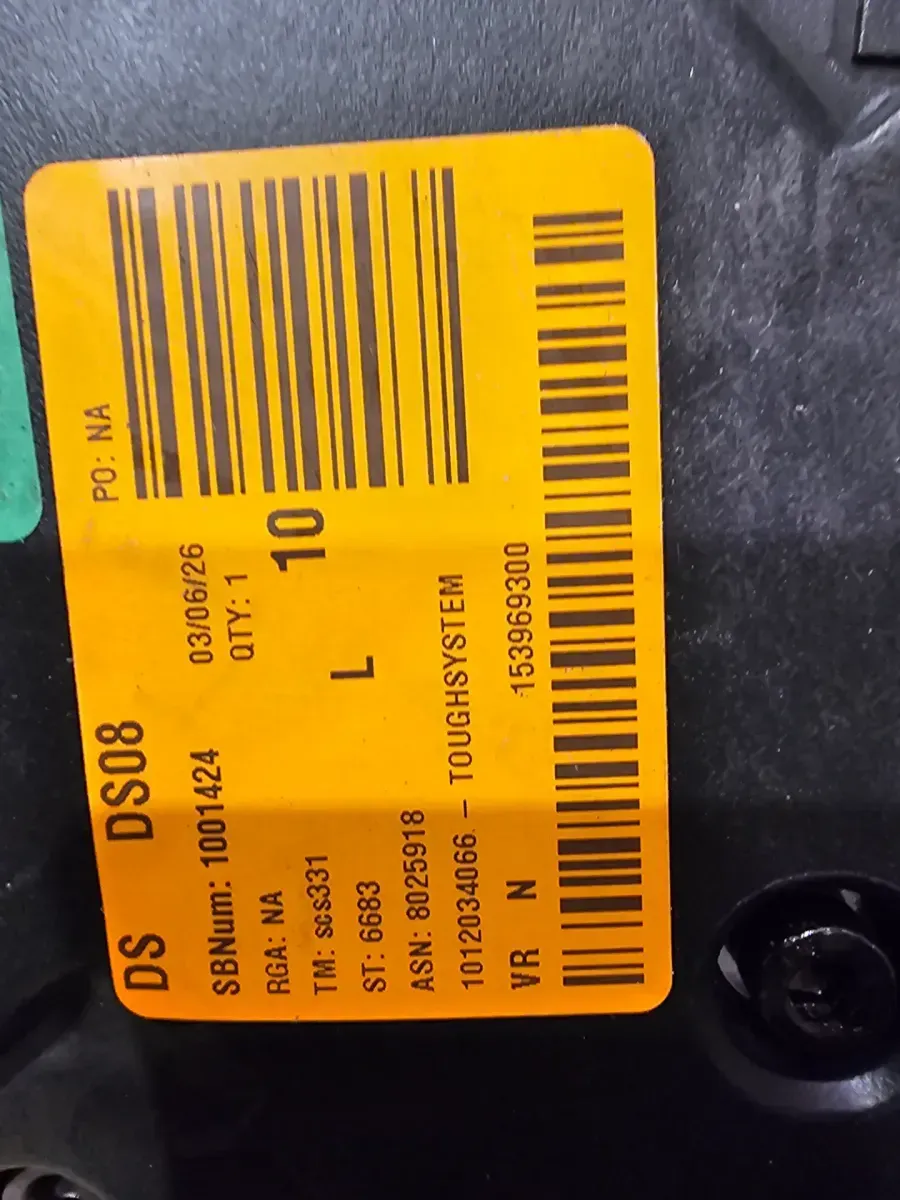 DS DS08 PO: NA
SBNum: 1001424 03/06/26
RGA: NA QTY: 1
TM: scs331 10
ST: 6683 L
ASN: 8025918
1012034066. – TOUGHSYSTEM
VR N 153969300